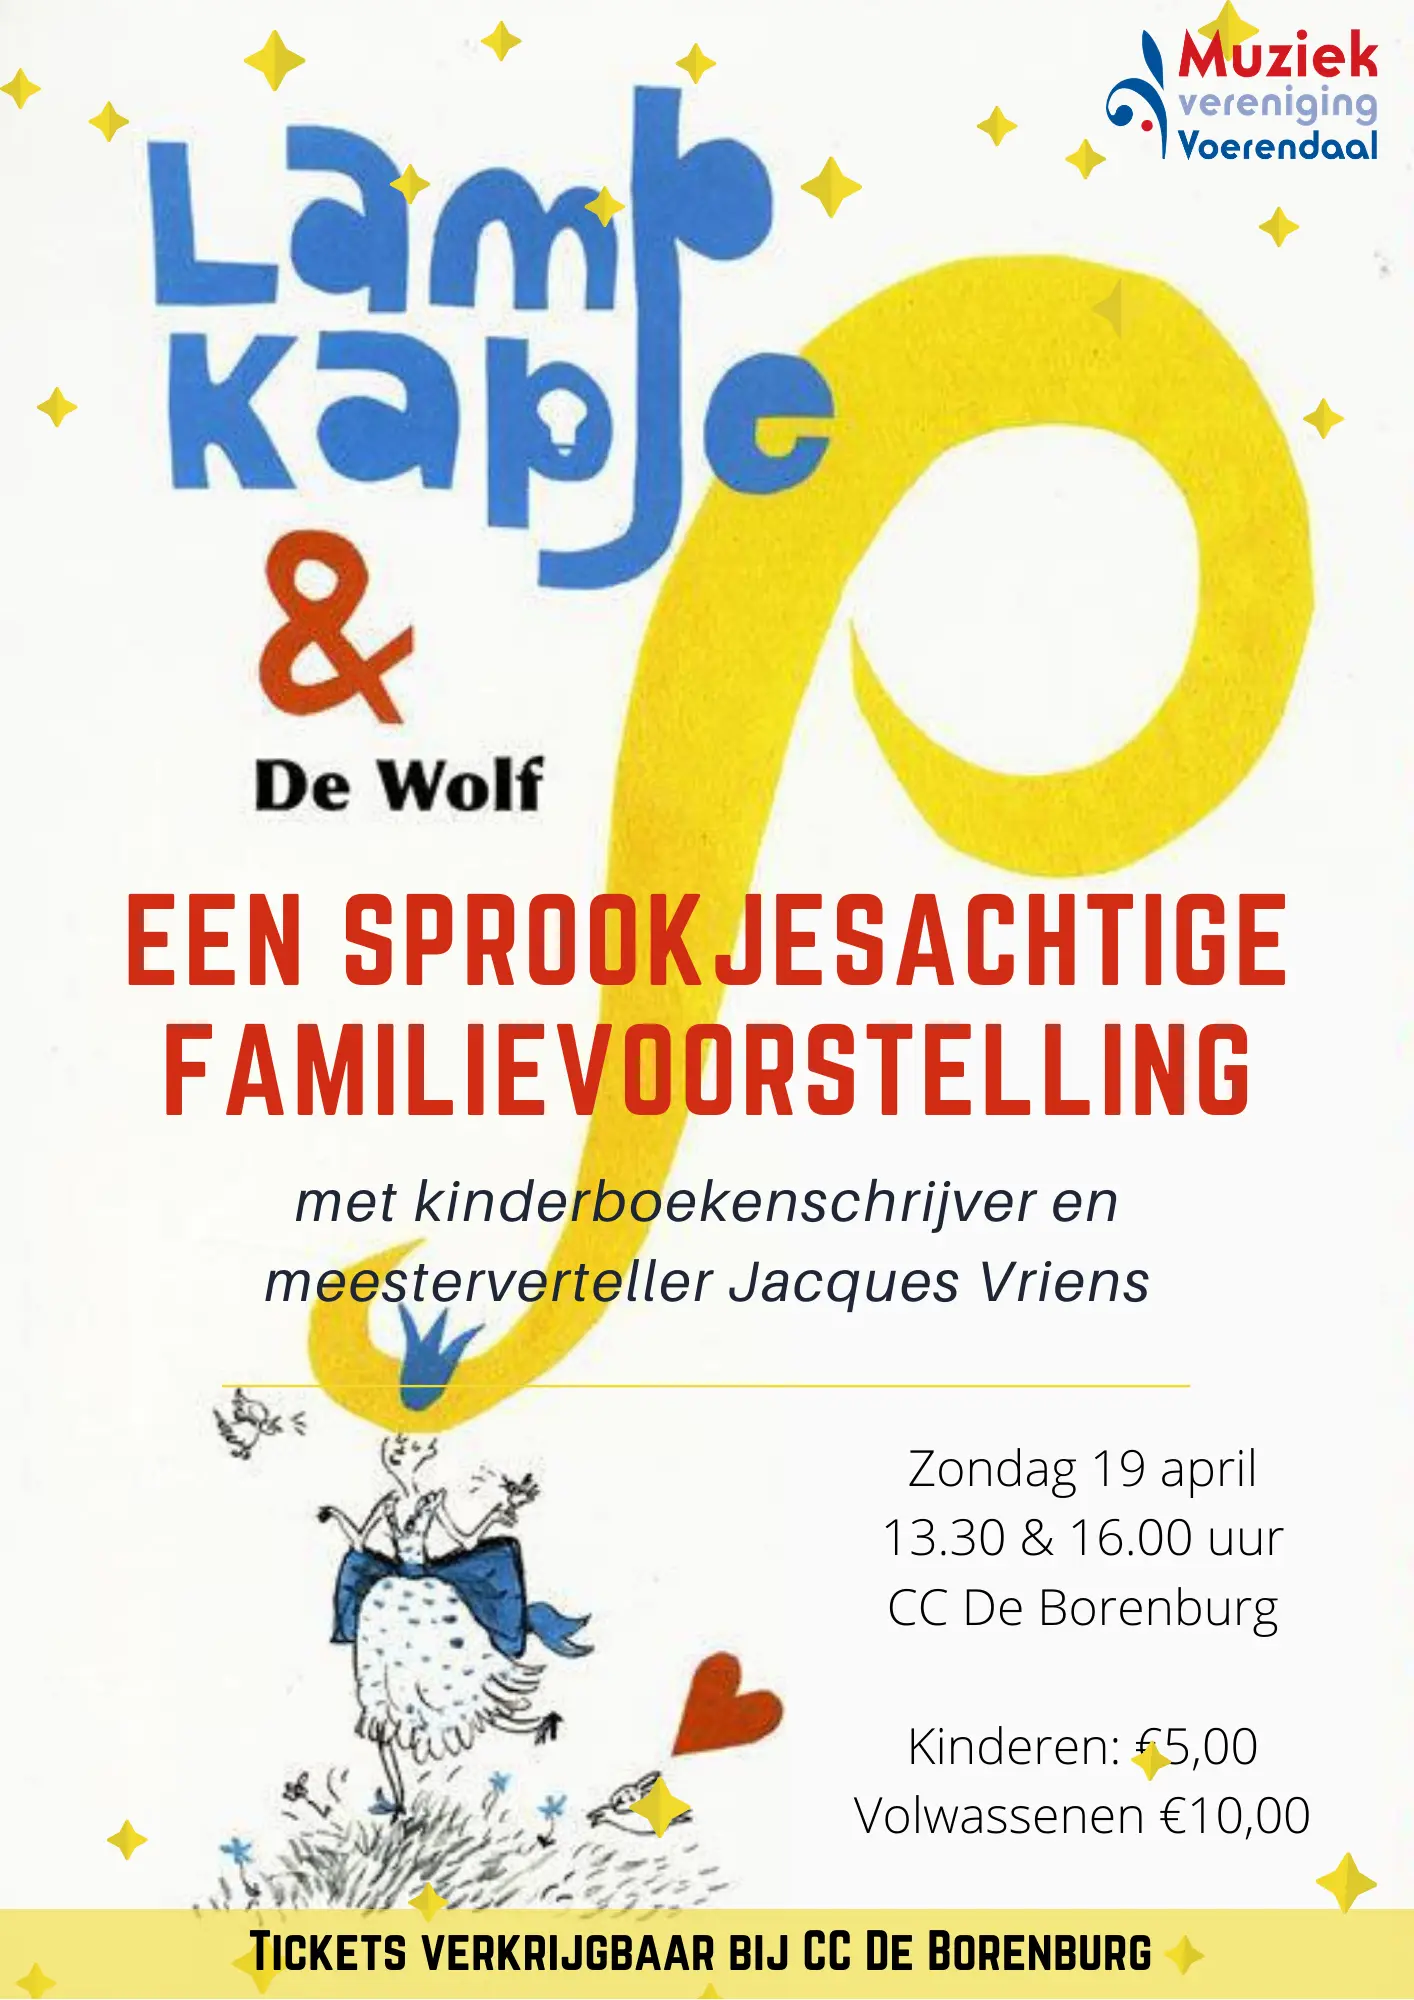 Muziek
vereniging
Voerendaal
Lamp
kapje
&
De Wolf
EEN SPROOKJESACHTIGE
FAMILIEVOORSTELLING
met kinderboekenschrijver en
meesterverteller Jacques Vriens
Zondag 19 april
13.30 & 16.00 uur
CC De Borenburg
Kinderen: €5,00
Volwassenen €10,00
TICKETS VERKRIJGBAAR BIJ CC DE BORENBURG